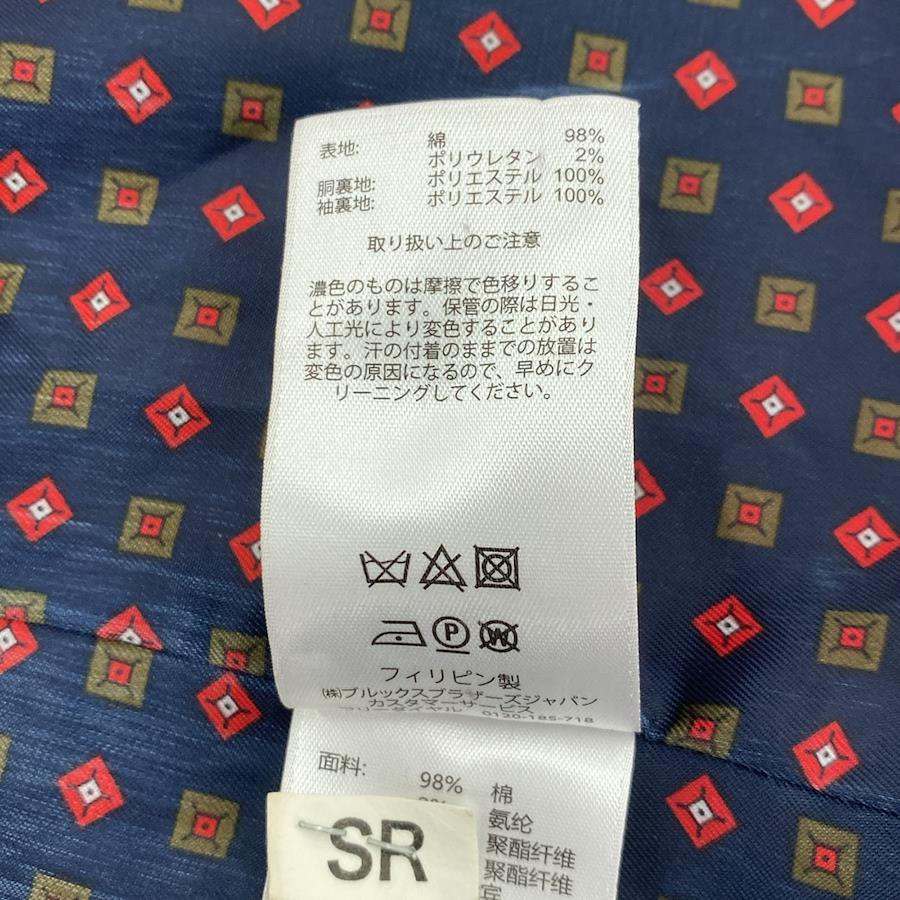 表地: 綿 98%
ポリウレタン 2%
胴裏地: ポリエステル 100%
袖裏地: ポリエステル 100%
取り扱い上のご注意
濃色のものは摩擦で色移りするこ
とがあります。保管の際は日光・
人工光により変色することがあり
ます。汗の付着のままでの放置は
変色の原因になるので、早めにク
リーニングしてください。
P
W
フィリピン製
㈱ブルックスブラザーズジャパン
カスタマーサービス
フリーダイヤル 0120-185-718
面料: 98% 棉
氨纶
聚酯纤维
聚酯纤维
SR